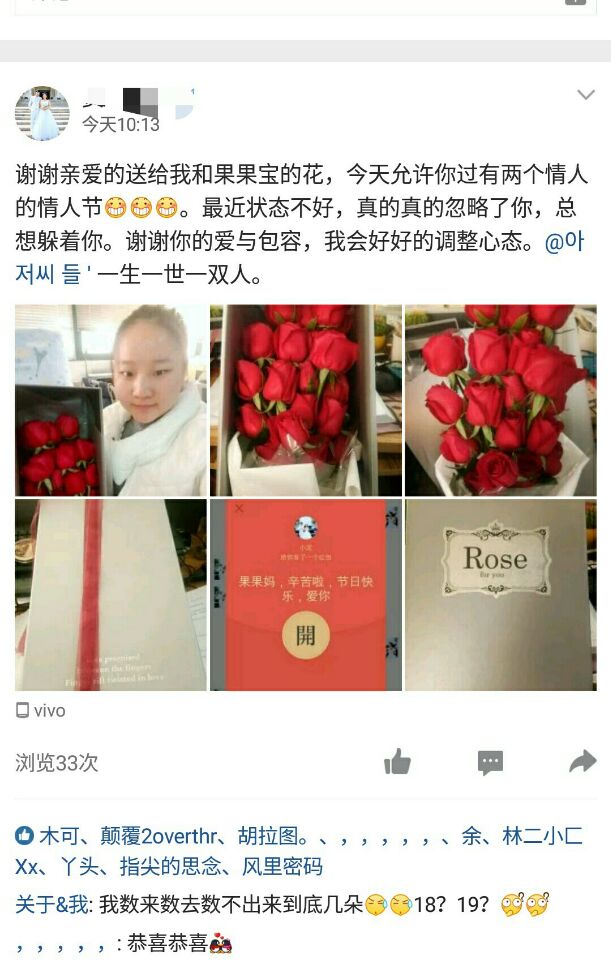 今天10:13
谢谢亲爱的送给我和果果宝的花，今天允许你过有两个情人
的情人节😁😁😁。最近状态不好，真的真的忽略了你，总
想躲着你。谢谢你的爱与包容，我会好好的调整心态。@아
저씨 들 ' 一生一世一双人。
果果妈，辛苦啦，节日快
乐，爱你
開
Rose
for you
vivo
浏览33次
木可、颠覆2overthr、胡拉图。、，，，，，，、余、林二小匚
Xx、丫头、指尖的思念、风里密码
关于&我: 我数来数去数不出来到底几朵18？19？
，，，，，: 恭喜恭喜